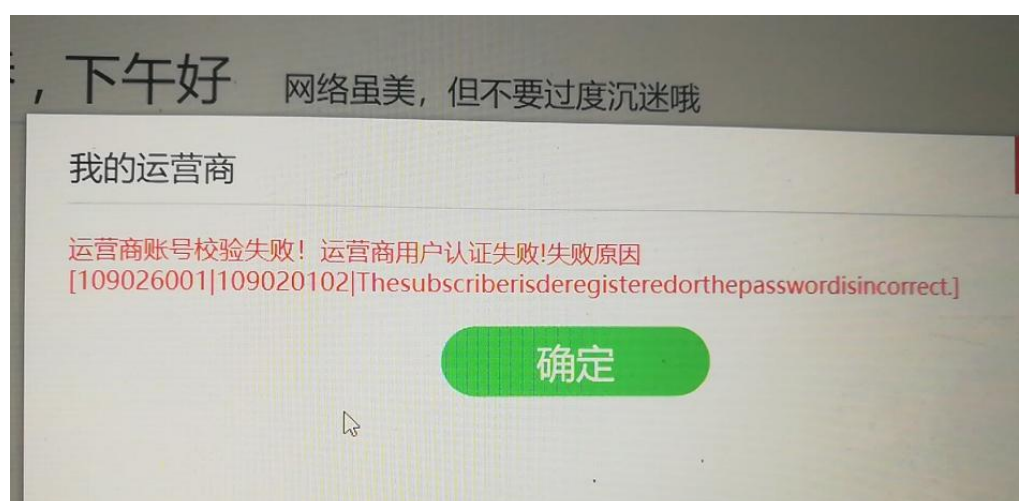 ，下午好 网络虽美，但不要过度沉迷哦
我的运营商
运营商账号校验失败！运营商用户认证失败!失败原因
[109026001|109020102|Thesubscriberisderegisteredorthepasswordisincorrect.]
确定